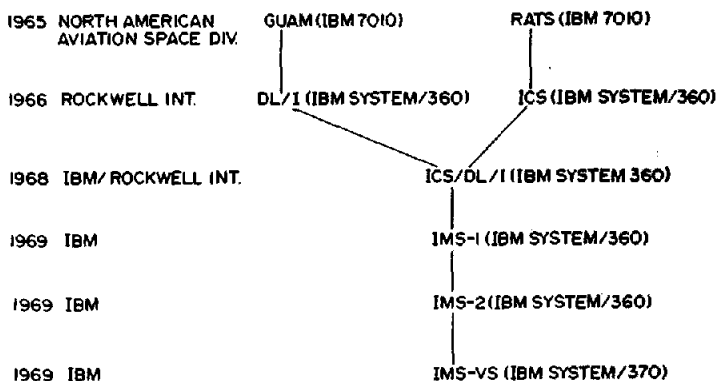 1965 NORTH AMERICAN AVIATION SPACE DIV. GUAM (IBM 7010) RATS (IBM 7010)
1966 ROCKWELL INT. DL/I (IBM SYSTEM/360) ICS (IBM SYSTEM/360)
1968 IBM/ROCKWELL INT. ICS/DL/I (IBM SYSTEM 360)
1969 IBM IMS-1 (IBM SYSTEM/360)
1969 IBM IMS-2 (IBM SYSTEM/360)
1969 IBM IMS-VS (IBM SYSTEM/370)